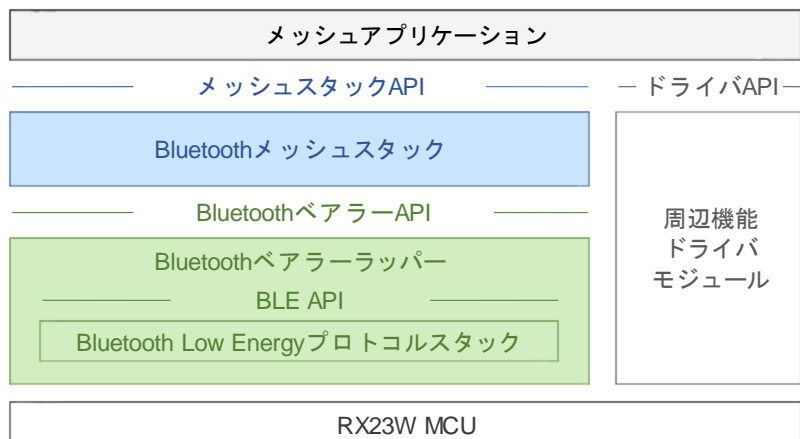 メッシュアプリケーション
メッシュスタックAPI
ドライバAPI
Bluetoothメッシュスタック
BluetoothベアラーAPI
周辺機能
ドライバ
モジュール
Bluetoothベアラーラッパー
BLE API
Bluetooth Low Energyプロトコルスタック
RX23W MCU